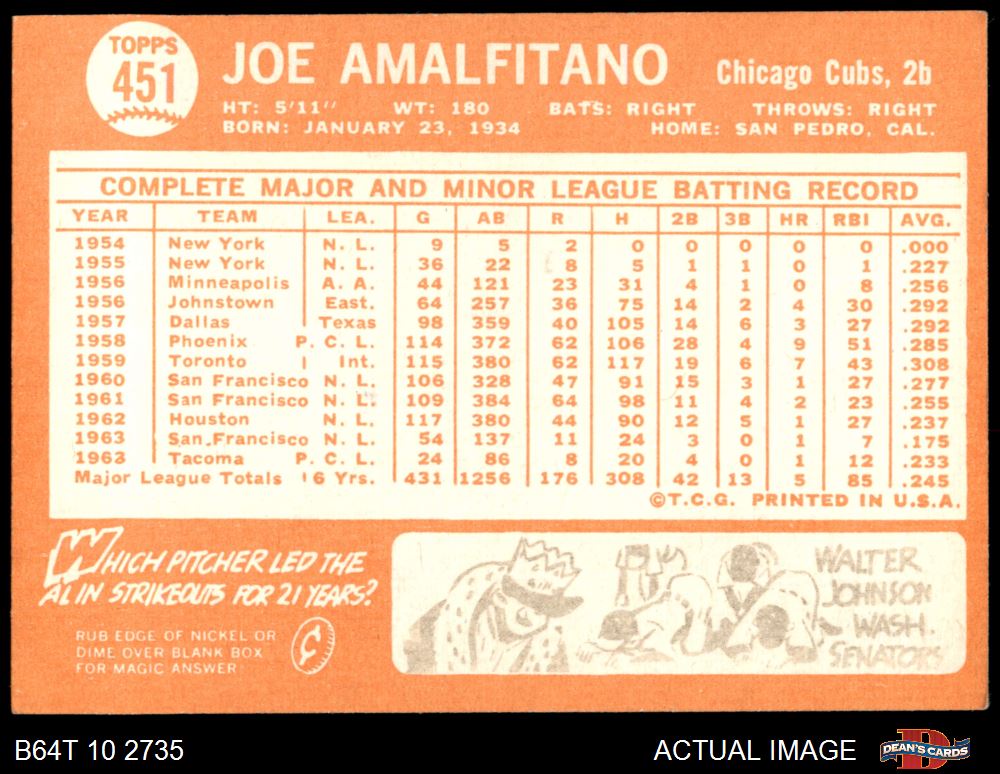 TOPPS
451
JOE AMALFITANO
Chicago Cubs, 2b
HT: 5'11" WT: 180 BATS: RIGHT THROWS: RIGHT
BORN: JANUARY 23, 1934 HOME: SAN PEDRO, CAL.
COMPLETE MAJOR AND MINOR LEAGUE BATTING RECORD
YEAR TEAM LEA. G AB R H 2B 3B HR RBI AVG.
1954 New York N. L. 9 5 2 0 0 0 0 0 .000
1955 New York N. L. 36 22 8 5 1 1 0 1 .227
1956 Minneapolis A. A. 44 121 23 31 4 1 0 8 .256
1956 Johnstown East. 64 257 36 75 14 2 4 30 .292
1957 Dallas Texas 98 359 40 105 14 6 3 27 .292
1958 Phoenix P. C. L. 114 372 62 106 28 4 9 51 .285
1959 Toronto Int. 115 380 62 117 19 6 7 43 .308
1960 San Francisco N. L. 106 328 47 91 15 3 1 27 .277
1961 San Francisco N. L. 109 384 64 98 11 4 2 23 .255
1962 Houston N. L. 117 380 44 90 12 5 1 27 .237
1963 San Francisco N. L. 54 137 11 24 3 0 1 7 .175
1963 Tacoma P. C. L. 24 86 8 20 4 0 1 12 .233
Major League Totals 6 Yrs. 431 1256 176 308 42 13 5 85 .245
©T.C.G. PRINTED IN U.S.A.
WHICH PITCHER LED THE
AL IN STRIKEOUTS FOR 21 YEARS?
RUB EDGE OF NICKEL OR
DIME OVER BLANK BOX
FOR MAGIC ANSWER
¢
WALTER
JOHNSON
WASH.
SENATORS
B64T 10 2735
ACTUAL IMAGE
DEAN'S CARDS